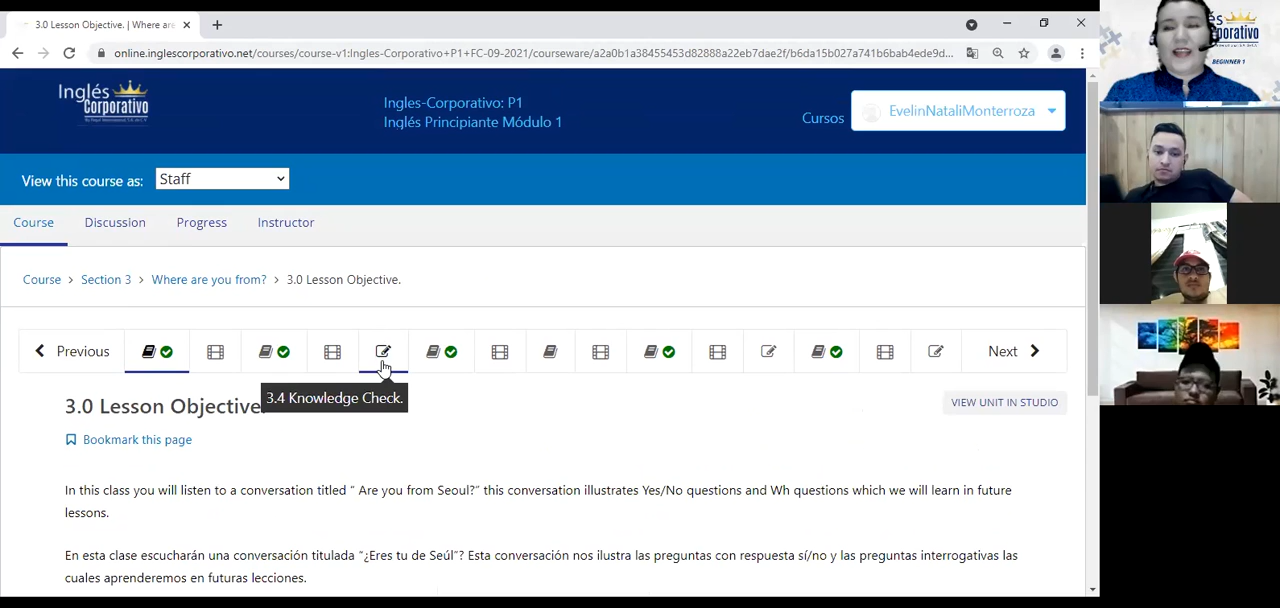 3.0 Lesson Objective. | Where are
online.inglescorporativo.net/courses/course-v1:Ingles-Corporativo+P1+FC-09-2021/courseware/a2a0b1a38455453d82888a22eb7dae2f/b6da15b027a741b6bab4ede9d...
Inglés
Corporativo
Ingles-Corporativo: P1
Inglés Principiante Módulo 1
Cursos
EvelinNataliMonterroza
View this course as:
Staff
Course
Discussion
Progress
Instructor
Course > Section 3 > Where are you from? > 3.0 Lesson Objective.
Previous
Next
3.4 Knowledge Check.
3.0 Lesson Objective
VIEW UNIT IN STUDIO
Bookmark this page
In this class you will listen to a conversation titled “ Are you from Seoul?” this conversation illustrates Yes/No questions and Wh questions which we will learn in future
lessons.
En esta clase escucharán una conversación titulada “¿Eres tu de Seúl”? Esta conversación nos ilustra las preguntas con respuesta sí/no y las preguntas interrogativas las
cuales aprenderemos en futuras lecciones.
BEGINNER 1